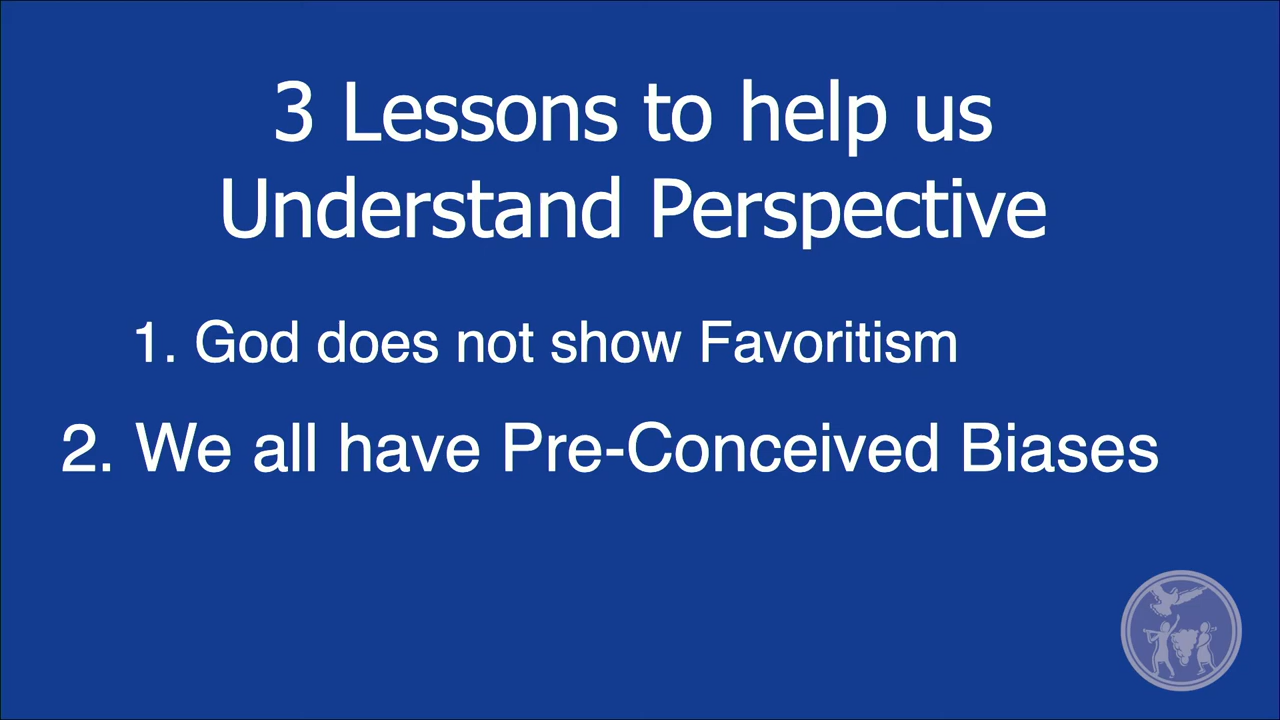 3 Lessons to help us
Understand Perspective
1. God does not show Favoritism
2. We all have Pre-Conceived Biases